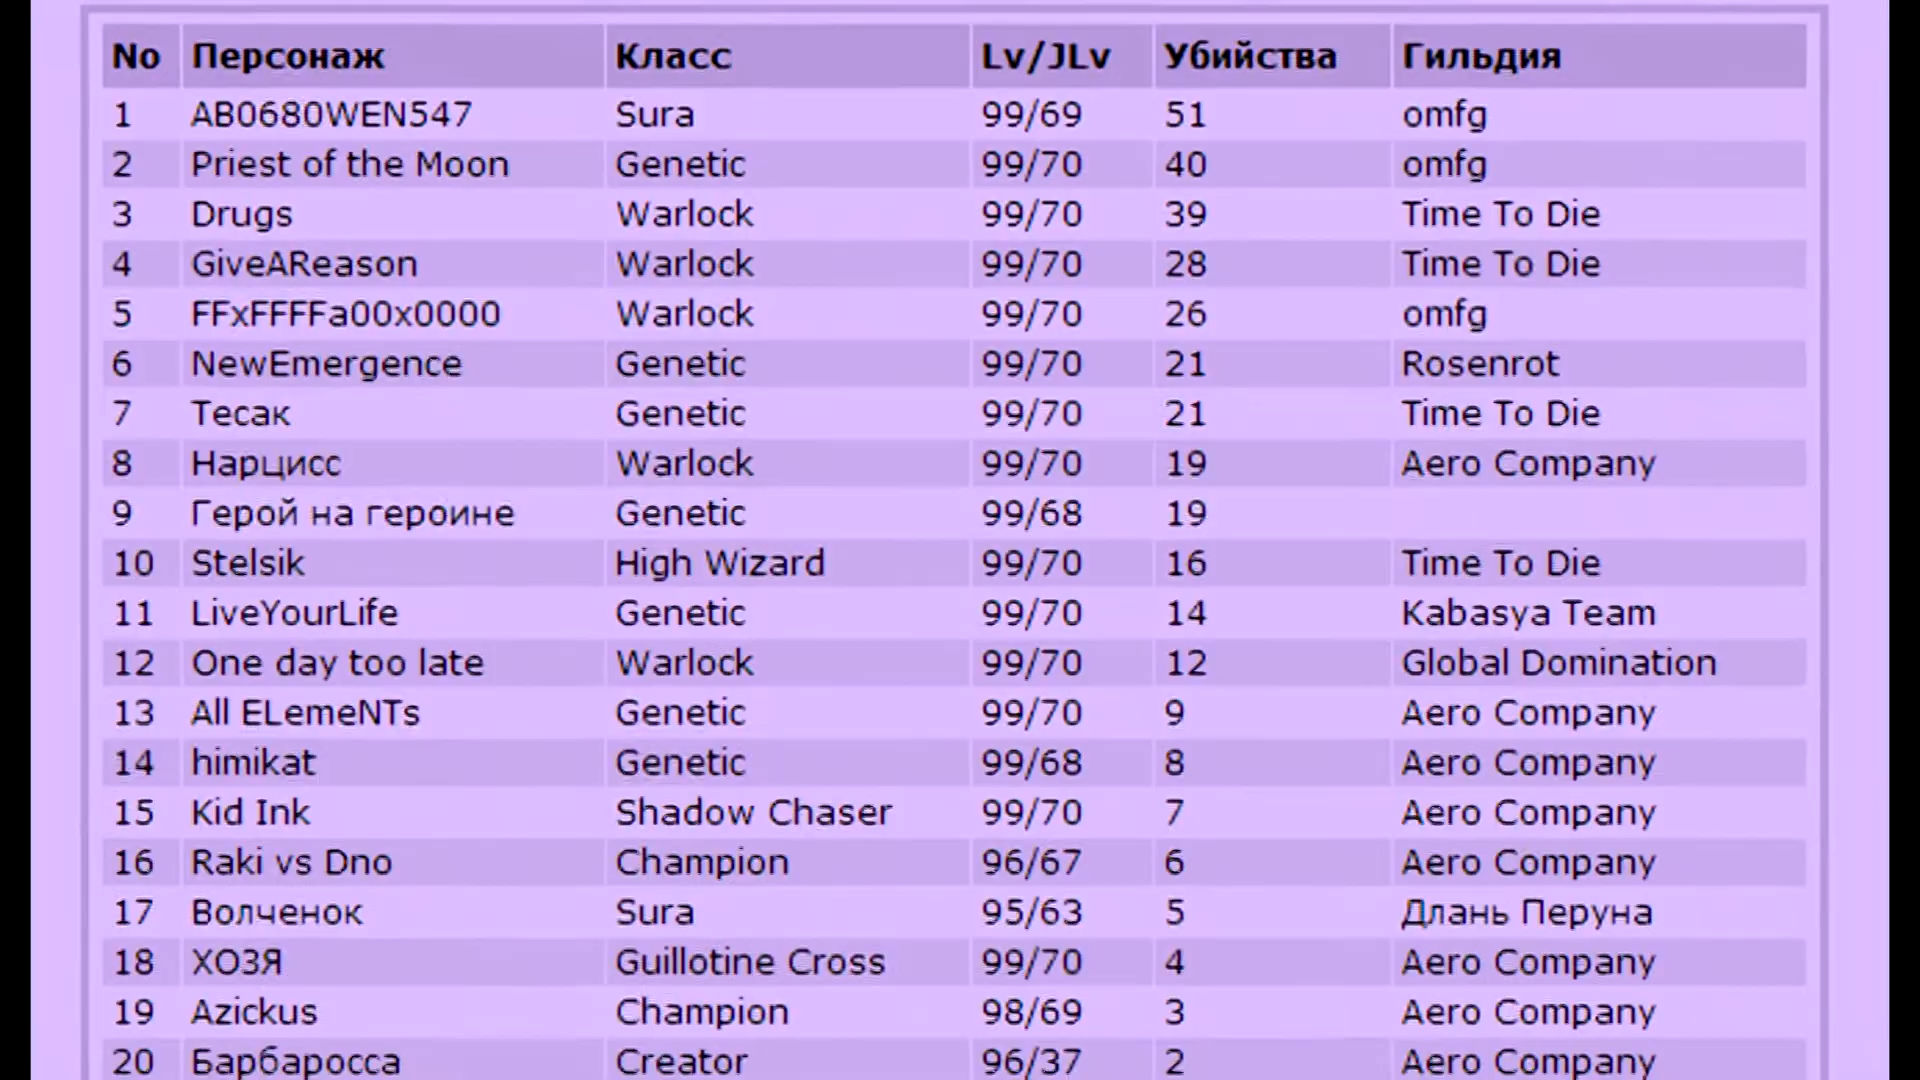 No Персонаж Класс Lv/JLv Убийства Гильдия
1 AB0680WEN547 Sura 99/69 51 omfg
2 Priest of the Moon Genetic 99/70 40 omfg
3 Drugs Warlock 99/70 39 Time To Die
4 GiveAReason Warlock 99/70 28 Time To Die
5 FFxFFFFa00x0000 Warlock 99/70 26 omfg
6 NewEmergence Genetic 99/70 21 Rosenrot
7 Тесак Genetic 99/70 21 Time To Die
8 Нарцисс Warlock 99/70 19 Aero Company
9 Герой на героине Genetic 99/68 19
10 Stelsik High Wizard 99/70 16 Time To Die
11 LiveYourLife Genetic 99/70 14 Kabasya Team
12 One day too late Warlock 99/70 12 Global Domination
13 All ELemeNTs Genetic 99/70 9 Aero Company
14 himikat Genetic 99/68 8 Aero Company
15 Kid Ink Shadow Chaser 99/70 7 Aero Company
16 Raki vs Dno Champion 96/67 6 Aero Company
17 Волченок Sura 95/63 5 Длань Перуна
18 ХОЗЯ Guillotine Cross 99/70 4 Aero Company
19 Azickus Champion 98/69 3 Aero Company
20 Барбаросса Creator 96/37 2 Aero Company